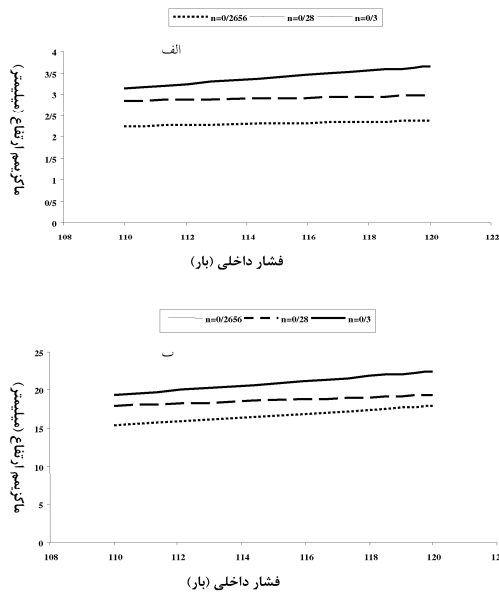 n=0/2656 n=0/28 n=0/3
الف
4
3/5
3
2/5
2
1/5
1
0/5
0
ماکزیمم ارتفاع (میلیمتر)
108 110 112 114 116 118 120 122
فشار داخلی (بار)
n=0/2656 n=0/28 n=0/3
ب
25
20
15
10
5
0
ماکزیمم ارتفاع (میلیمتر)
108 110 112 114 116 118 120
فشار داخلی (بار)